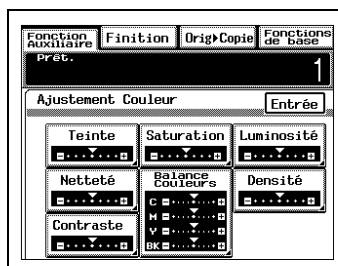 Fonction Auxiliaire
Finition
Orig▸Copie
Fonctions de base
Prêt.
1
Ajustement Couleur
Entrée
Teinte
Saturation
Luminosité
Netteté
Balance Couleurs
Densité
C
M
Y
BK
Contraste